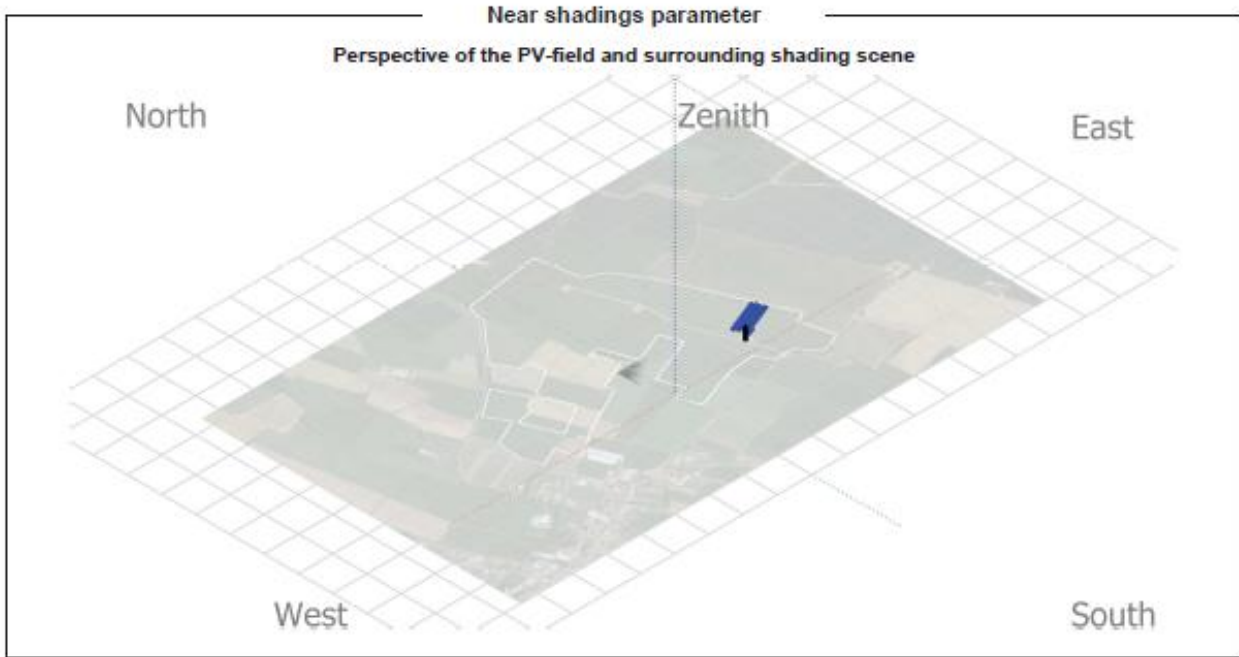 Near shadings parameter
Perspective of the PV-field and surrounding shading scene
North
Zenith
East
West
South